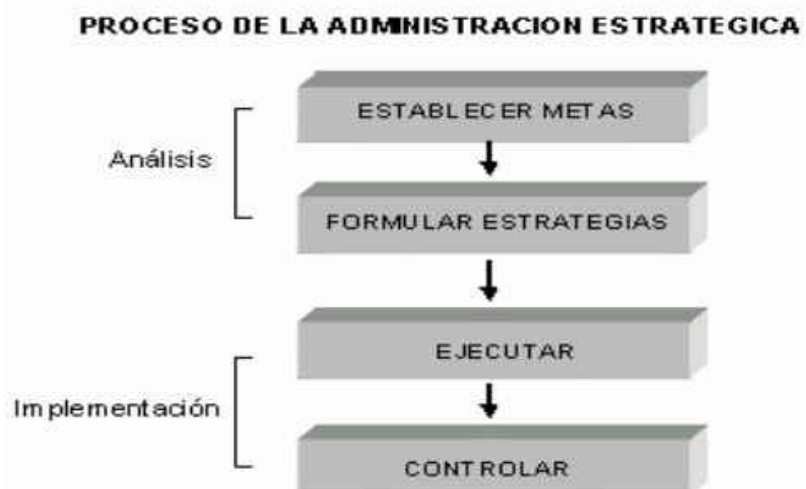 PROCESO DE LA ADMINISTRACION ESTRATEGICA
ESTABLECER METAS
Análisis
FORMULAR ESTRATEGIAS
EJECUTAR
Implementación
CONTROLAR